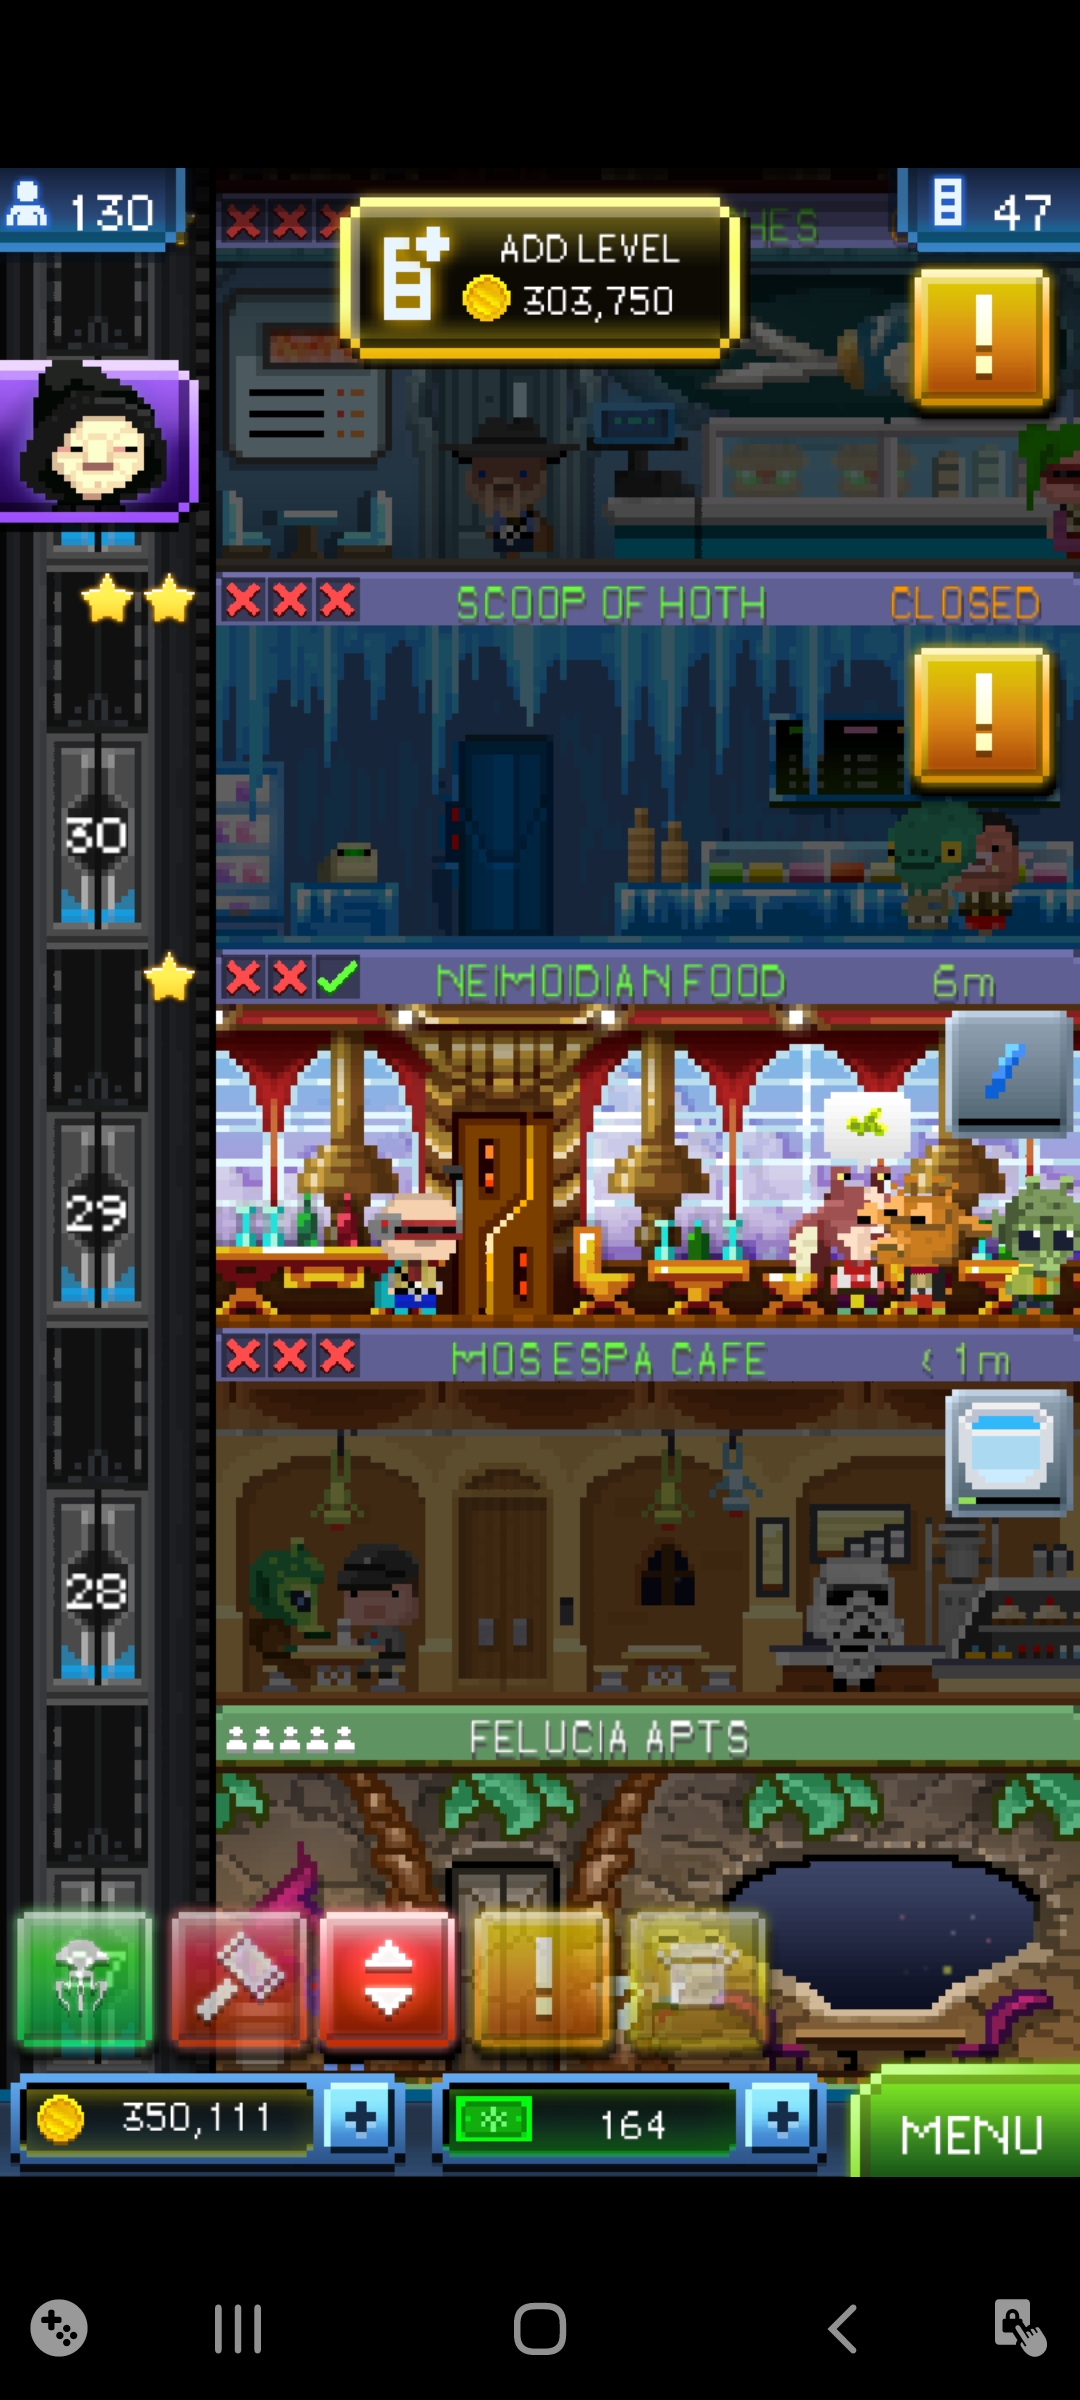 130
47
HES
ADD LEVEL
303,750
SCOOP OF HOTH
CLOSED
30
NEIMOIDIAN FOOD
6m
29
MOS ESPA CAFE
< 1m
28
FELUCIA APTS
350,111
164
MENU